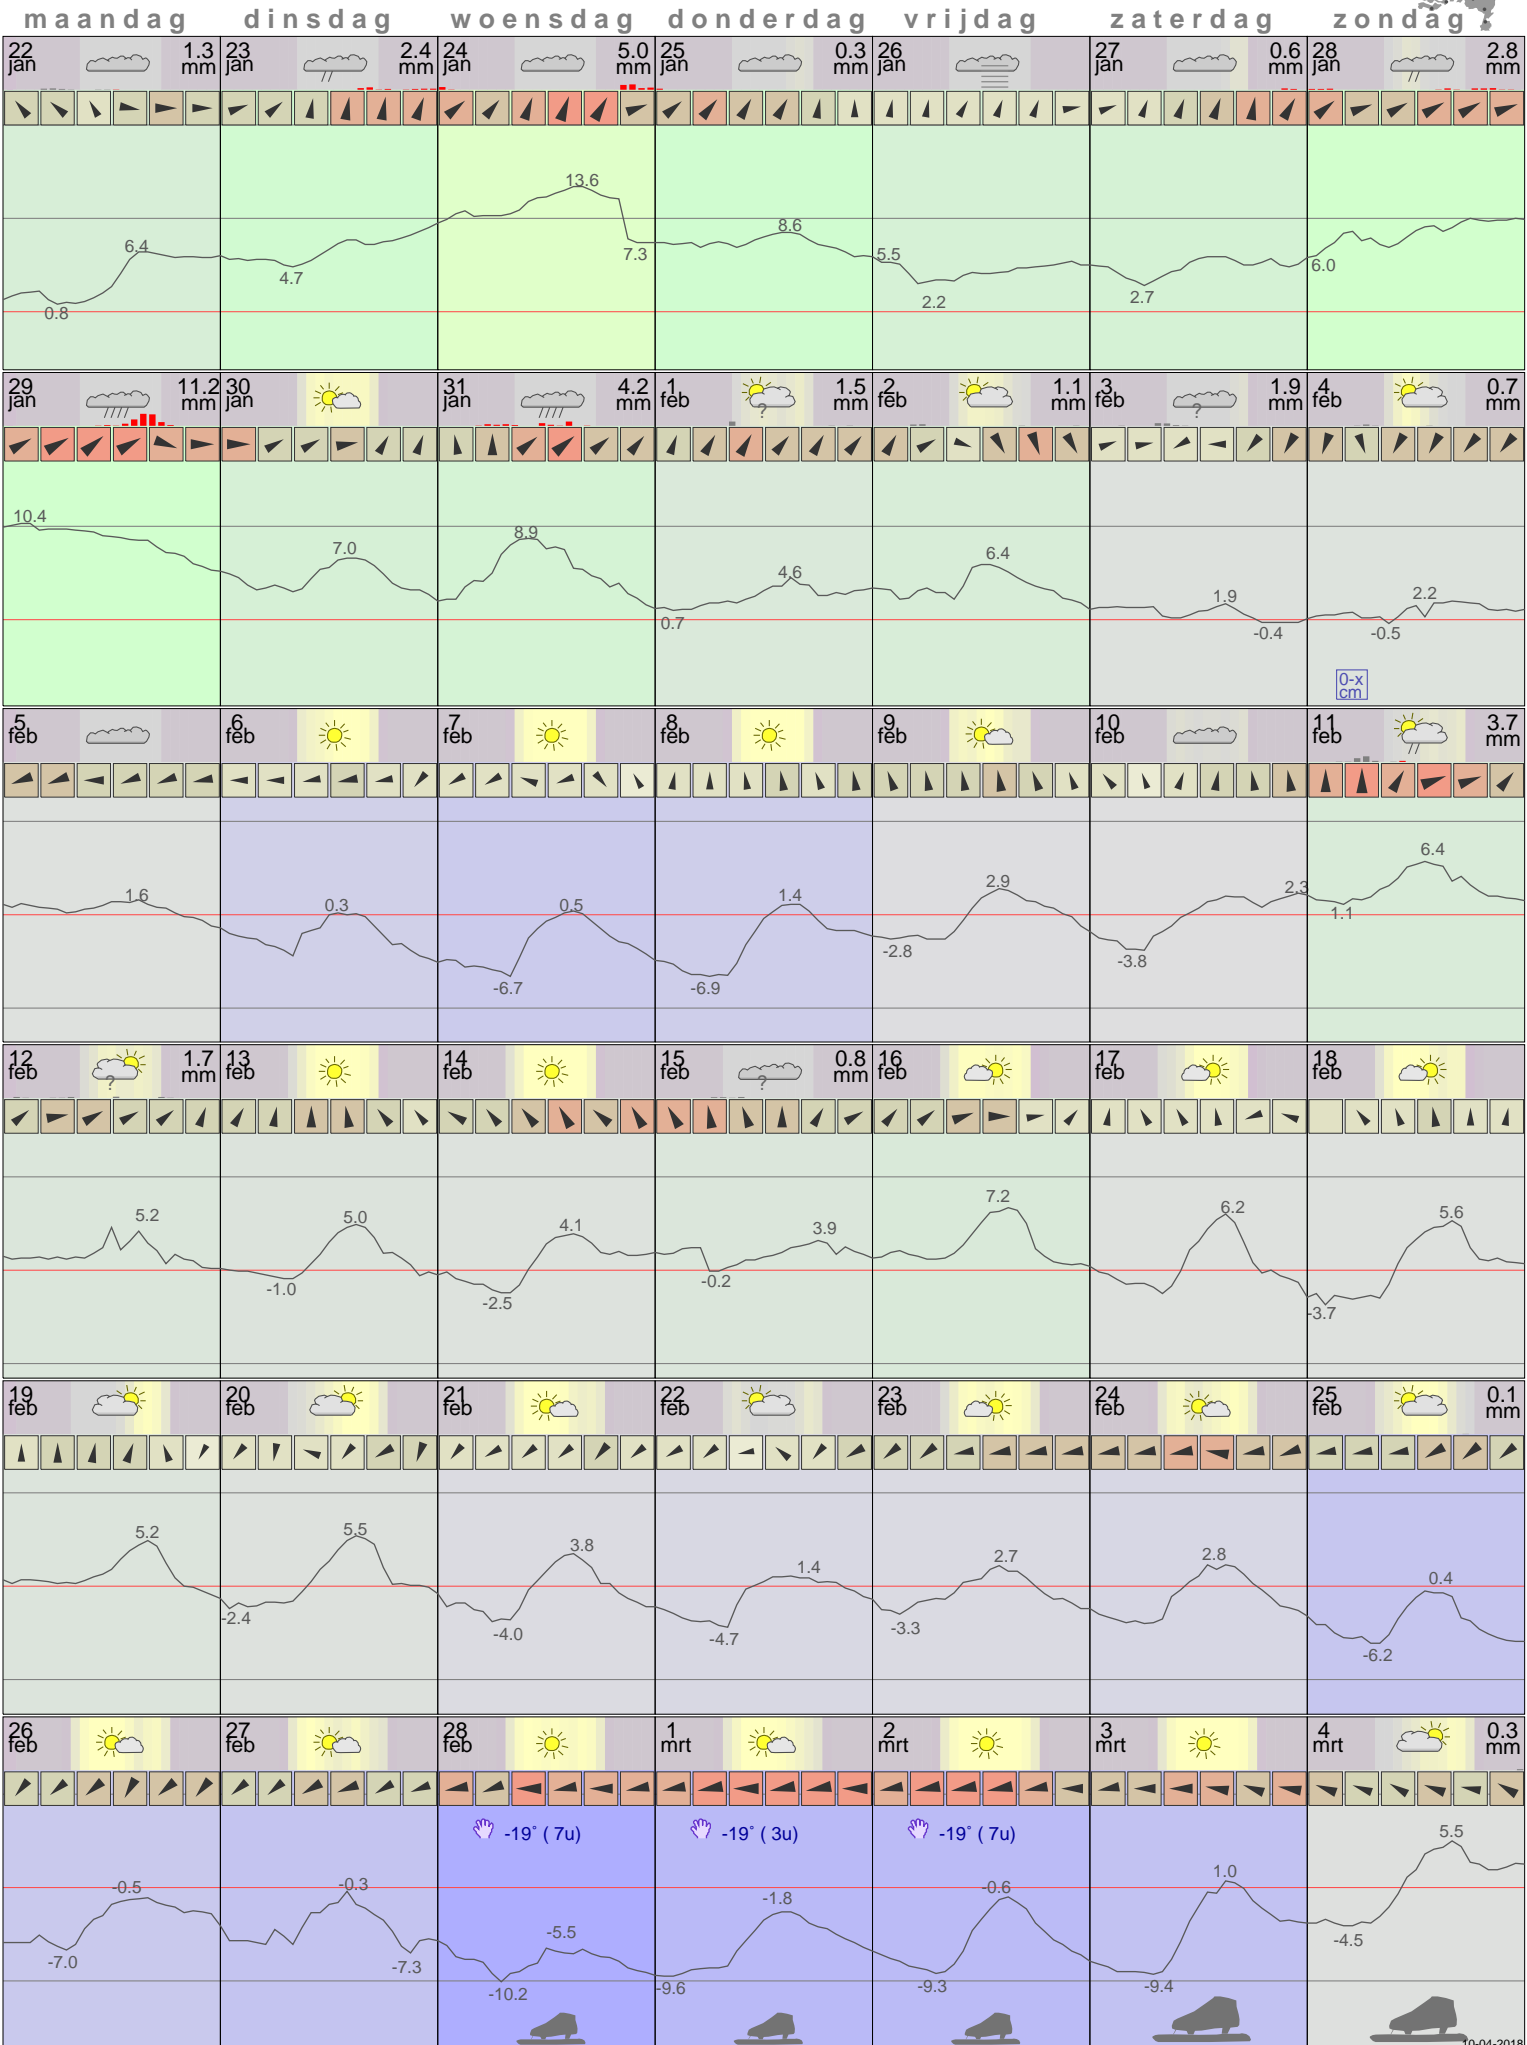 maandag dinsdag woensdag donderdag vrijdag zaterdag zondag
22 jan 1.3 mm 23 jan 2.4 mm 24 jan 5.0 mm 25 jan 0.3 mm 26 jan 27 jan 0.6 mm 28 jan 2.8 mm
13.6
6.4 8.6
4.7 7.3 5.5 6.0
0.8 2.2 2.7
29 jan 11.2 mm 30 jan 31 jan 4.2 mm 1 feb ? 1.5 mm 2 feb 1.1 mm 3 feb ? 1.9 mm 4 feb 0.7 mm
10.4 7.0 8.9 4.6 6.4 1.9 2.2
0.7 -0.4 -0.5
0-x
cm
5 feb 6 feb 7 feb 8 feb 9 feb 10 feb 11 feb 3.7 mm
1.6 0.3 0.5 1.4 2.9 2.3 6.4
-6.7 -6.9 -2.8 -3.8 1.1
12 feb ? 1.7 mm 13 feb 14 feb 15 feb ? 0.8 mm 16 feb 17 feb 18 feb
5.2 5.0 4.1 3.9 7.2 6.2 5.6
-1.0 -2.5 -0.2 -3.7
19 feb 20 feb 21 feb 22 feb 23 feb 24 feb 25 feb 0.1 mm
5.2 5.5 3.8 1.4 2.7 2.8 0.4
-2.4 -4.0 -4.7 -3.3 -6.2
26 feb 27 feb 28 feb 1 mrt 2 mrt 3 mrt 4 mrt 0.3 mm
-19° ( 7u) -19° ( 3u) -19° ( 7u)
-0.5 -0.3 -5.5 -1.8 -0.6 1.0 5.5
-7.0 -7.3 -10.2 -9.6 -9.3 -9.4 -4.5
10-04-2018